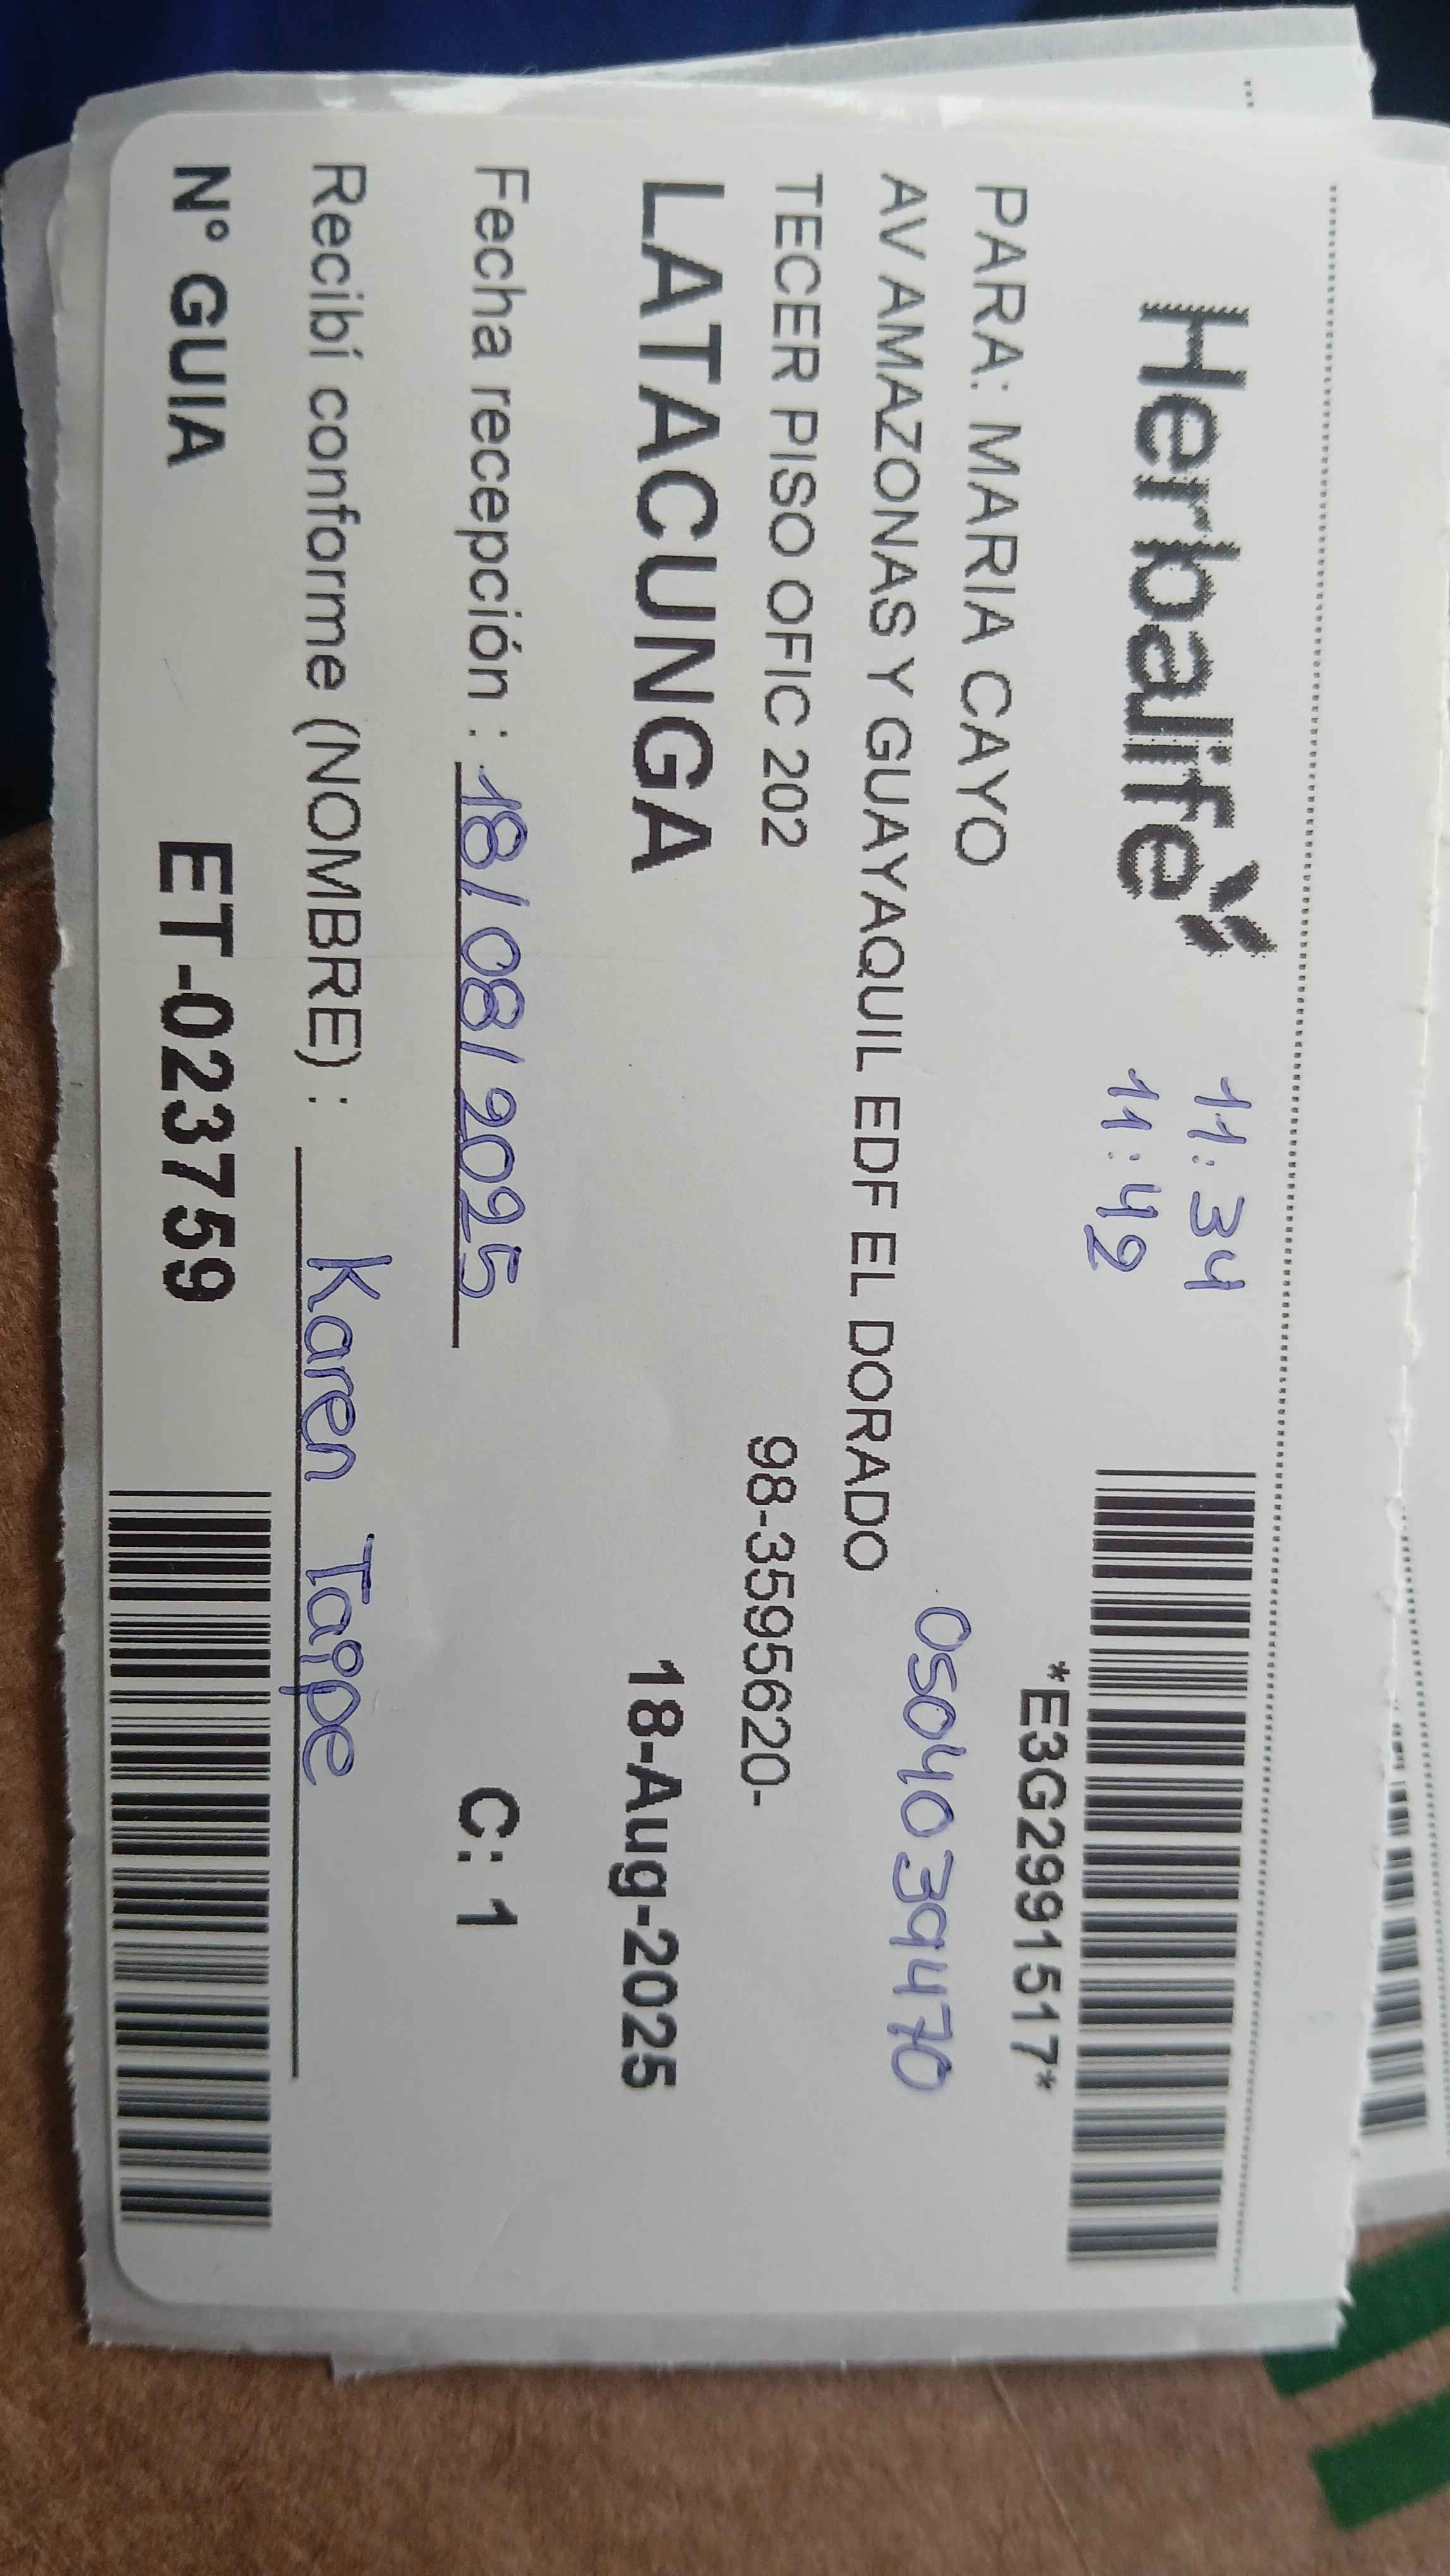 Herbalife
11:34
11:42
*E3G2991517*
PARA: MARIA CAYO
0504039470
AV AMAZONAS Y GUAYAQUIL EDF EL DORADO
TECER PISO OFIC 202
98-3595620-
LATACUNGA
18-Aug-2025
Fecha recepción : 18/08/2025
C: 1
Recibí conforme (NOMBRE) : Karen Taipe
N° GUIA ET-023759